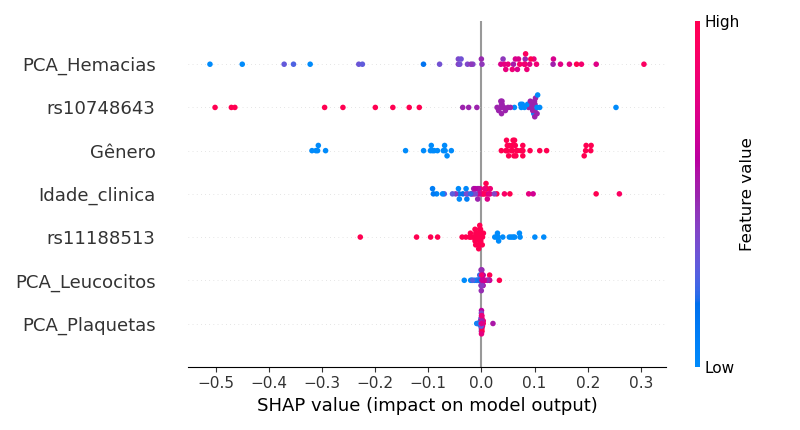 High
PCA_Hemacias
rs10748643
Gênero
Idade_clinica
rs11188513
PCA_Leucocitos
PCA_Plaquetas
Feature value
Low
−0.5 −0.4 −0.3 −0.2 −0.1 0.0 0.1 0.2 0.3
SHAP value (impact on model output)